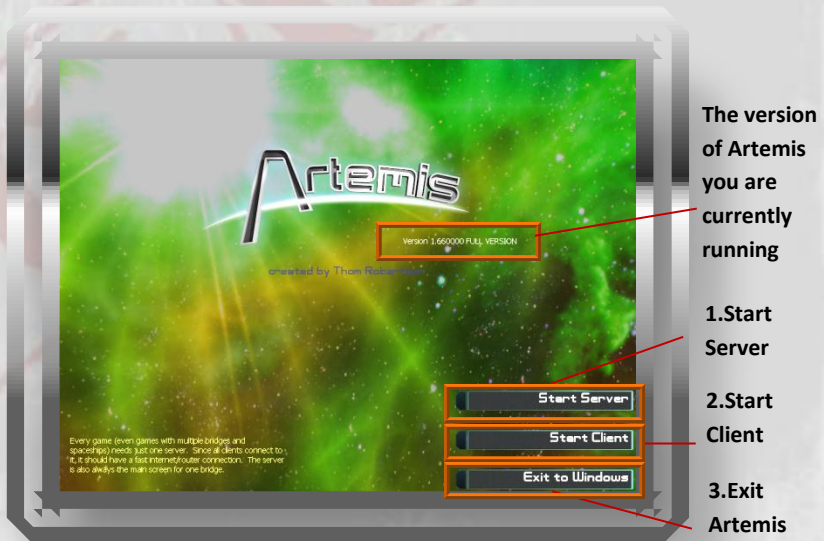 Artemis
Version 1.660000 FULL VERSION
created by Thom Robertson
The version
of Artemis
you are
currently
running
1.Start
Server
Start Server
2.Start
Client
Start Client
3.Exit
Artemis
Exit to Windows
Every game (even games with multiple bridges and
spaceships) needs just one server. Since all clients connect to
it, it should have a fast internet/router connection. The server
is also always the main screen for one bridge.